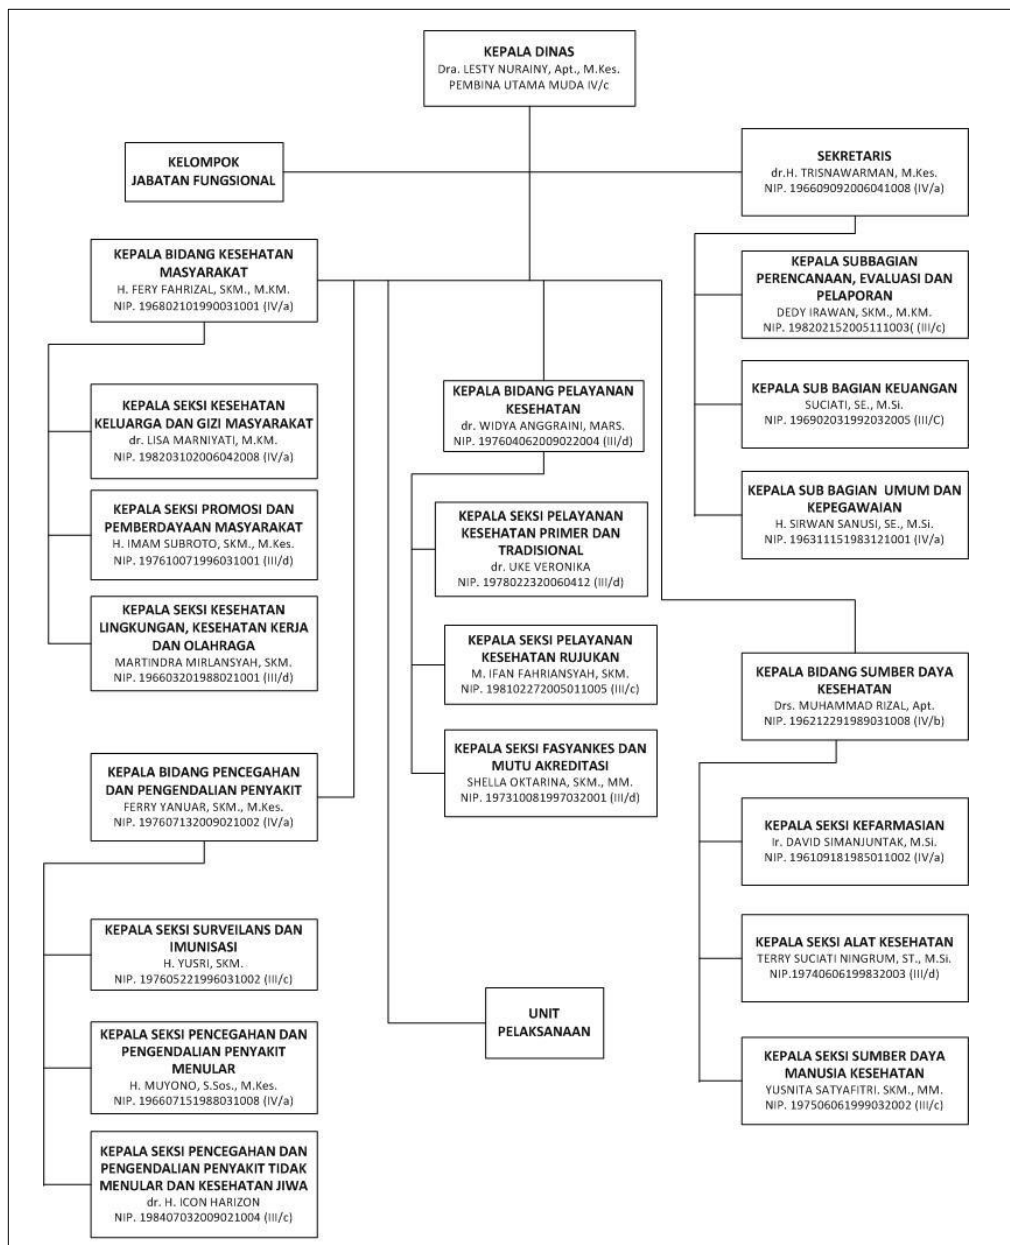 KEPALA DINAS
Dra. LESTY NURAINY, Apt., M.Kes.
PEMBINA UTAMA MUDA IV/c
KELOMPOK
JABATAN FUNGSIONAL
SEKRETARIS
dr.H. TRISNAWARMAN, M.Kes.
NIP. 196609092006041008 (IV/a)
KEPALA BIDANG KESEHATAN
MASYARAKAT
H. FERY FAHRIZAL, SKM., M.KM.
NIP. 196802101990031001 (IV/a)
KEPALA SUBBAGIAN
PERENCANAAN, EVALUASI DAN
PELAPORAN
DEDY IRAWAN, SKM., M.KM.
NIP. 198202152005111003( (III/c)
KEPALA SUB BAGIAN KEUANGAN
SUCIATI, SE., M.Si.
NIP. 196902031992032005 (III/C)
KEPALA SUB BAGIAN  UMUM DAN
KEPEGAWAIAN
H. SIRWAN SANUSI, SE., M.Si.
NIP. 196311151983121001 (IV/a)
KEPALA SEKSI KESEHATAN
KELUARGA DAN GIZI MASYARAKAT
dr. LISA MARNIYATI, M.KM.
NIP. 198203102006042008 (IV/a)
KEPALA SEKSI PROMOSI DAN
PEMBERDAYAAN MASYARAKAT
H. IMAM SUBROTO, SKM., M.Kes.
NIP. 197610071996031001 (III/d)
KEPALA SEKSI KESEHATAN
LINGKUNGAN, KESEHATAN KERJA
DAN OLAHRAGA
MARTINDRA MIRLANSYAH, SKM.
NIP. 196603201988021001 (III/d)
KEPALA BIDANG PELAYANAN
KESEHATAN
dr. WIDYA ANGGRAINI, MARS.
NIP. 197604062009022004 (III/d)
KEPALA SEKSI PELAYANAN
KESEHATAN PRIMER DAN
TRADISIONAL
dr. UKE VERONIKA
NIP. 1978022320060412 (III/d)
KEPALA SEKSI PELAYANAN
KESEHATAN RUJUKAN
M. IFAN FAHRIANSYAH, SKM.
NIP. 198102272005011005 (III/c)
KEPALA SEKSI FASYANKES DAN
MUTU AKREDITASI
SHELLA OKTARINA, SKM., MM.
NIP. 197310081997032001 (III/d)
KEPALA BIDANG SUMBER DAYA
KESEHATAN
Drs. MUHAMMAD RIZAL, Apt.
NIP. 196212291989031008 (IV/b)
KEPALA SEKSI KEFARMASIAN
Ir. DAVID SIMANJUNTAK, M.Si.
NIP. 196109181985011002 (IV/a)
KEPALA SEKSI ALAT KESEHATAN
TERRY SUCIATI NINGRUM, ST., M.Si.
NIP.19740606199832003 (III/d)
KEPALA SEKSI SUMBER DAYA
MANUSIA KESEHATAN
YUSNITA SATYAFITRI. SKM., MM.
NIP. 197506061999032002 (III/c)
KEPALA BIDANG PENCEGAHAN
DAN PENGENDALIAN PENYAKIT
FERRY YANUAR, SKM., M.Kes.
NIP. 197607132009021002 (IV/a)
KEPALA SEKSI SURVEILANS DAN
IMUNISASI
H. YUSRI, SKM.
NIP. 197605221996031002 (III/c)
KEPALA SEKSI PENCEGAHAN DAN
PENGENDALIAN PENYAKIT
MENULAR
H. MUYONO, S.Sos., M.Kes.
NIP. 196607151988031008 (IV/a)
KEPALA SEKSI PENCEGAHAN DAN
PENGENDALIAN PENYAKIT TIDAK
MENULAR DAN KESEHATAN JIWA
dr. H. ICON HARIZON
NIP. 198407032009021004 (III/c)
UNIT
PELAKSANAAN